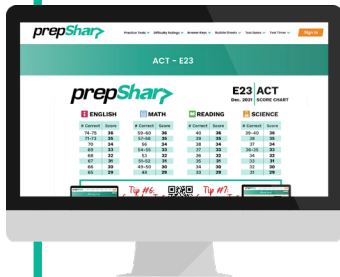 prepSharp
Practice Tests Difficulty Ratings Answer Keys Bubble Sheets Test Dates Test Timer Sign In
ACT - E23
prepSharp E23 ACT
Dec. 2021 SCORE CHART
ENGLISH MATH READING SCIENCE
# Correct Score # Correct Score # Correct Score # Correct Score
74-75 36 59-60 36 40 36 39-40 36
71-73 35 57-58 35 39 35 38 35
70 34 56 34 38 34 37 34
69 33 54-55 33 37 33 36-35 33
68 32 53 32 36 32 34 32
67 31 51-52 31 35 31 33 31
66 30 49-50 30 34 30 32 30
65 29 48 29 33 29 31 29
Tip #6: Tip #7: